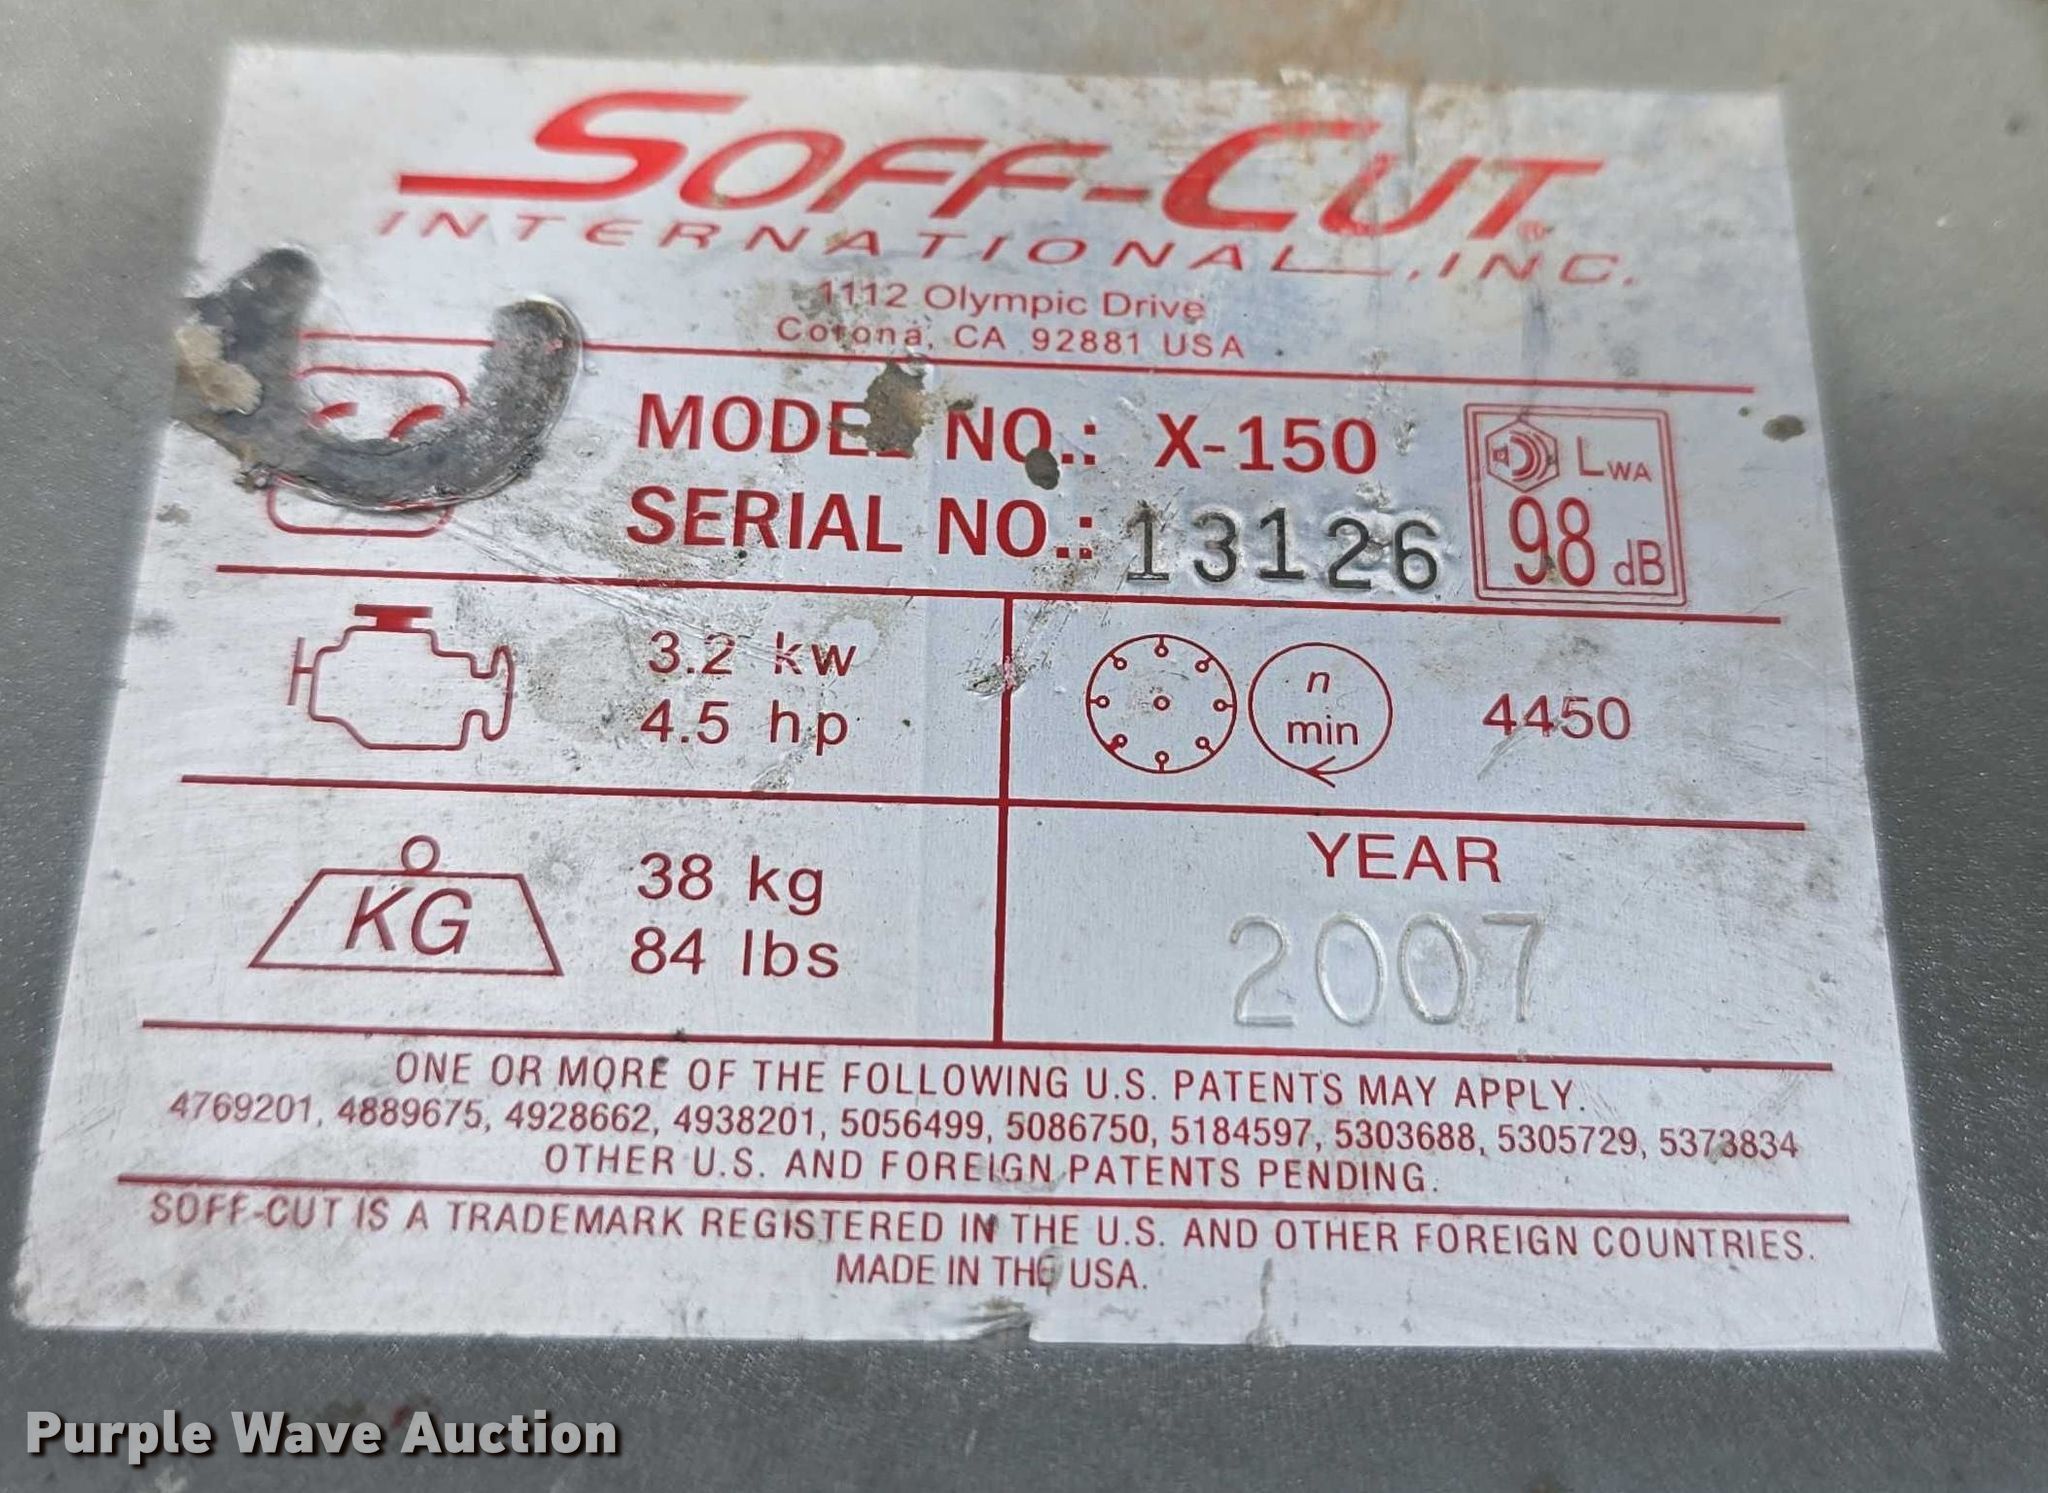 SOFF-CUT®
INTERNATIONAL, INC.
1112 Olympic Drive
Corona, CA 92881 USA
MODEL NO.: X-150
SERIAL NO.: 13126
LWA
98 dB
3.2 kw
4.5 hp
n
min
4450
KG
38 kg
84 lbs
YEAR
2007
ONE OR MORE OF THE FOLLOWING U.S. PATENTS MAY APPLY.
4769201, 4889675, 4928662, 4938201, 5056499, 5086750, 5184597, 5303688, 5305729, 5373834
OTHER U.S. AND FOREIGN PATENTS PENDING.
SOFF-CUT IS A TRADEMARK REGISTERED IN THE U.S. AND OTHER FOREIGN COUNTRIES.
MADE IN THE USA.
Purple Wave Auction